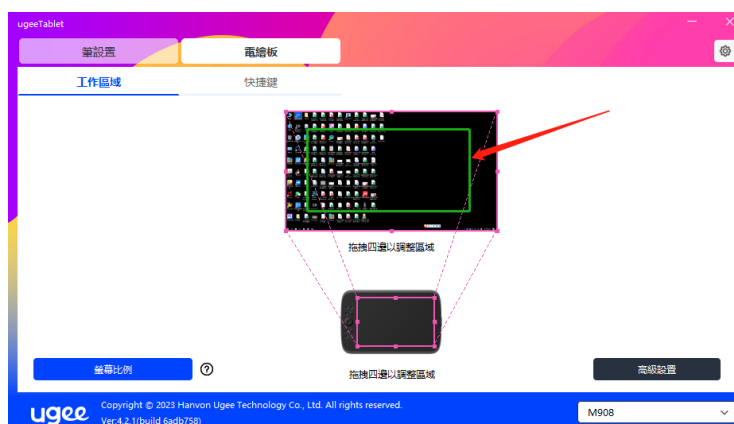 ugeeTablet
筆設置
電繪板
工作區域
快捷鍵
拖拽四邊以調整區域
拖拽四邊以調整區域
螢幕比例
?
高級設置
ugee
Copyright © 2023 Hanvon Ugee Technology Co., Ltd. All rights reserved.
Ver:4.2.1(build 6adb758)
M908